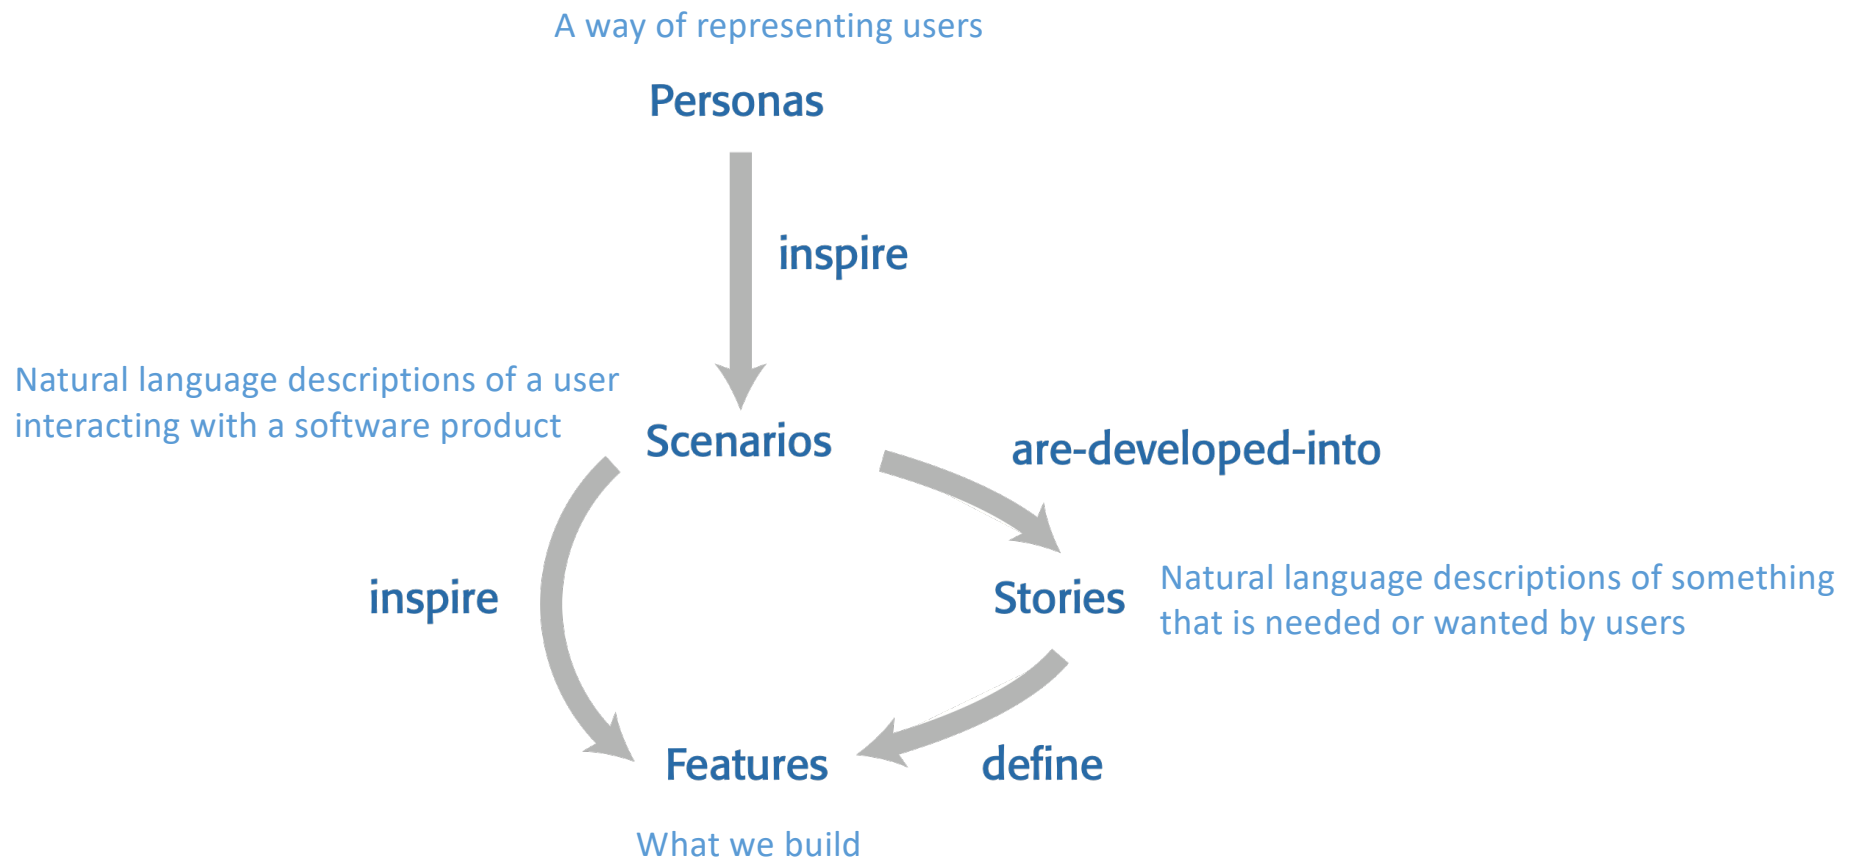 A way of representing users
Personas
inspire
Natural language descriptions of a user
interacting with a software product
Scenarios
are-developed-into
inspire
Stories
Natural language descriptions of something
that is needed or wanted by users
Features
define
What we build